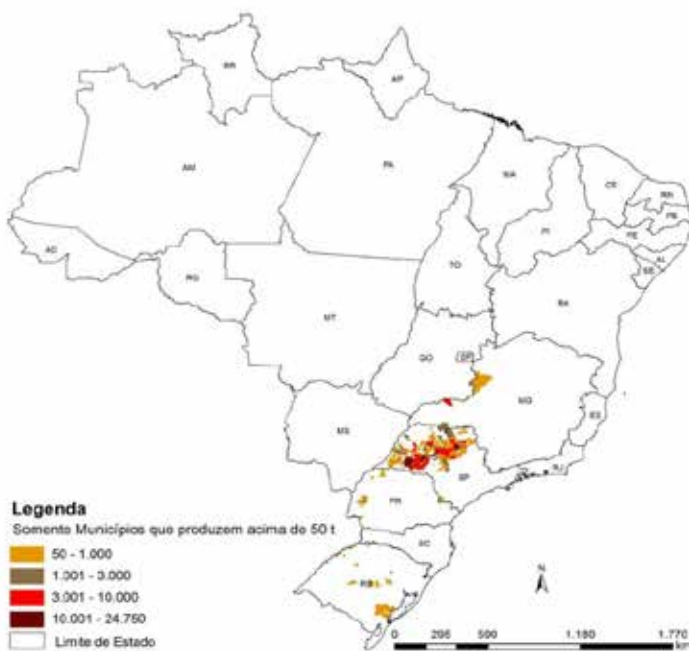 RR
AP
AM
PA
MA
CE
RN
PB
PE
AL
SE
PI
AC
RO
TO
BA
MT
GO
DF
MG
ES
MS
SP
RJ
PR
SC
RS
Legenda
Somente Municípios que produzem acima de 50 t
50 - 1.000
1.001 - 3.000
3.001 - 10.000
10.001 - 24.750
Limite de Estado
N
0 295 590 1.180 1.770
km